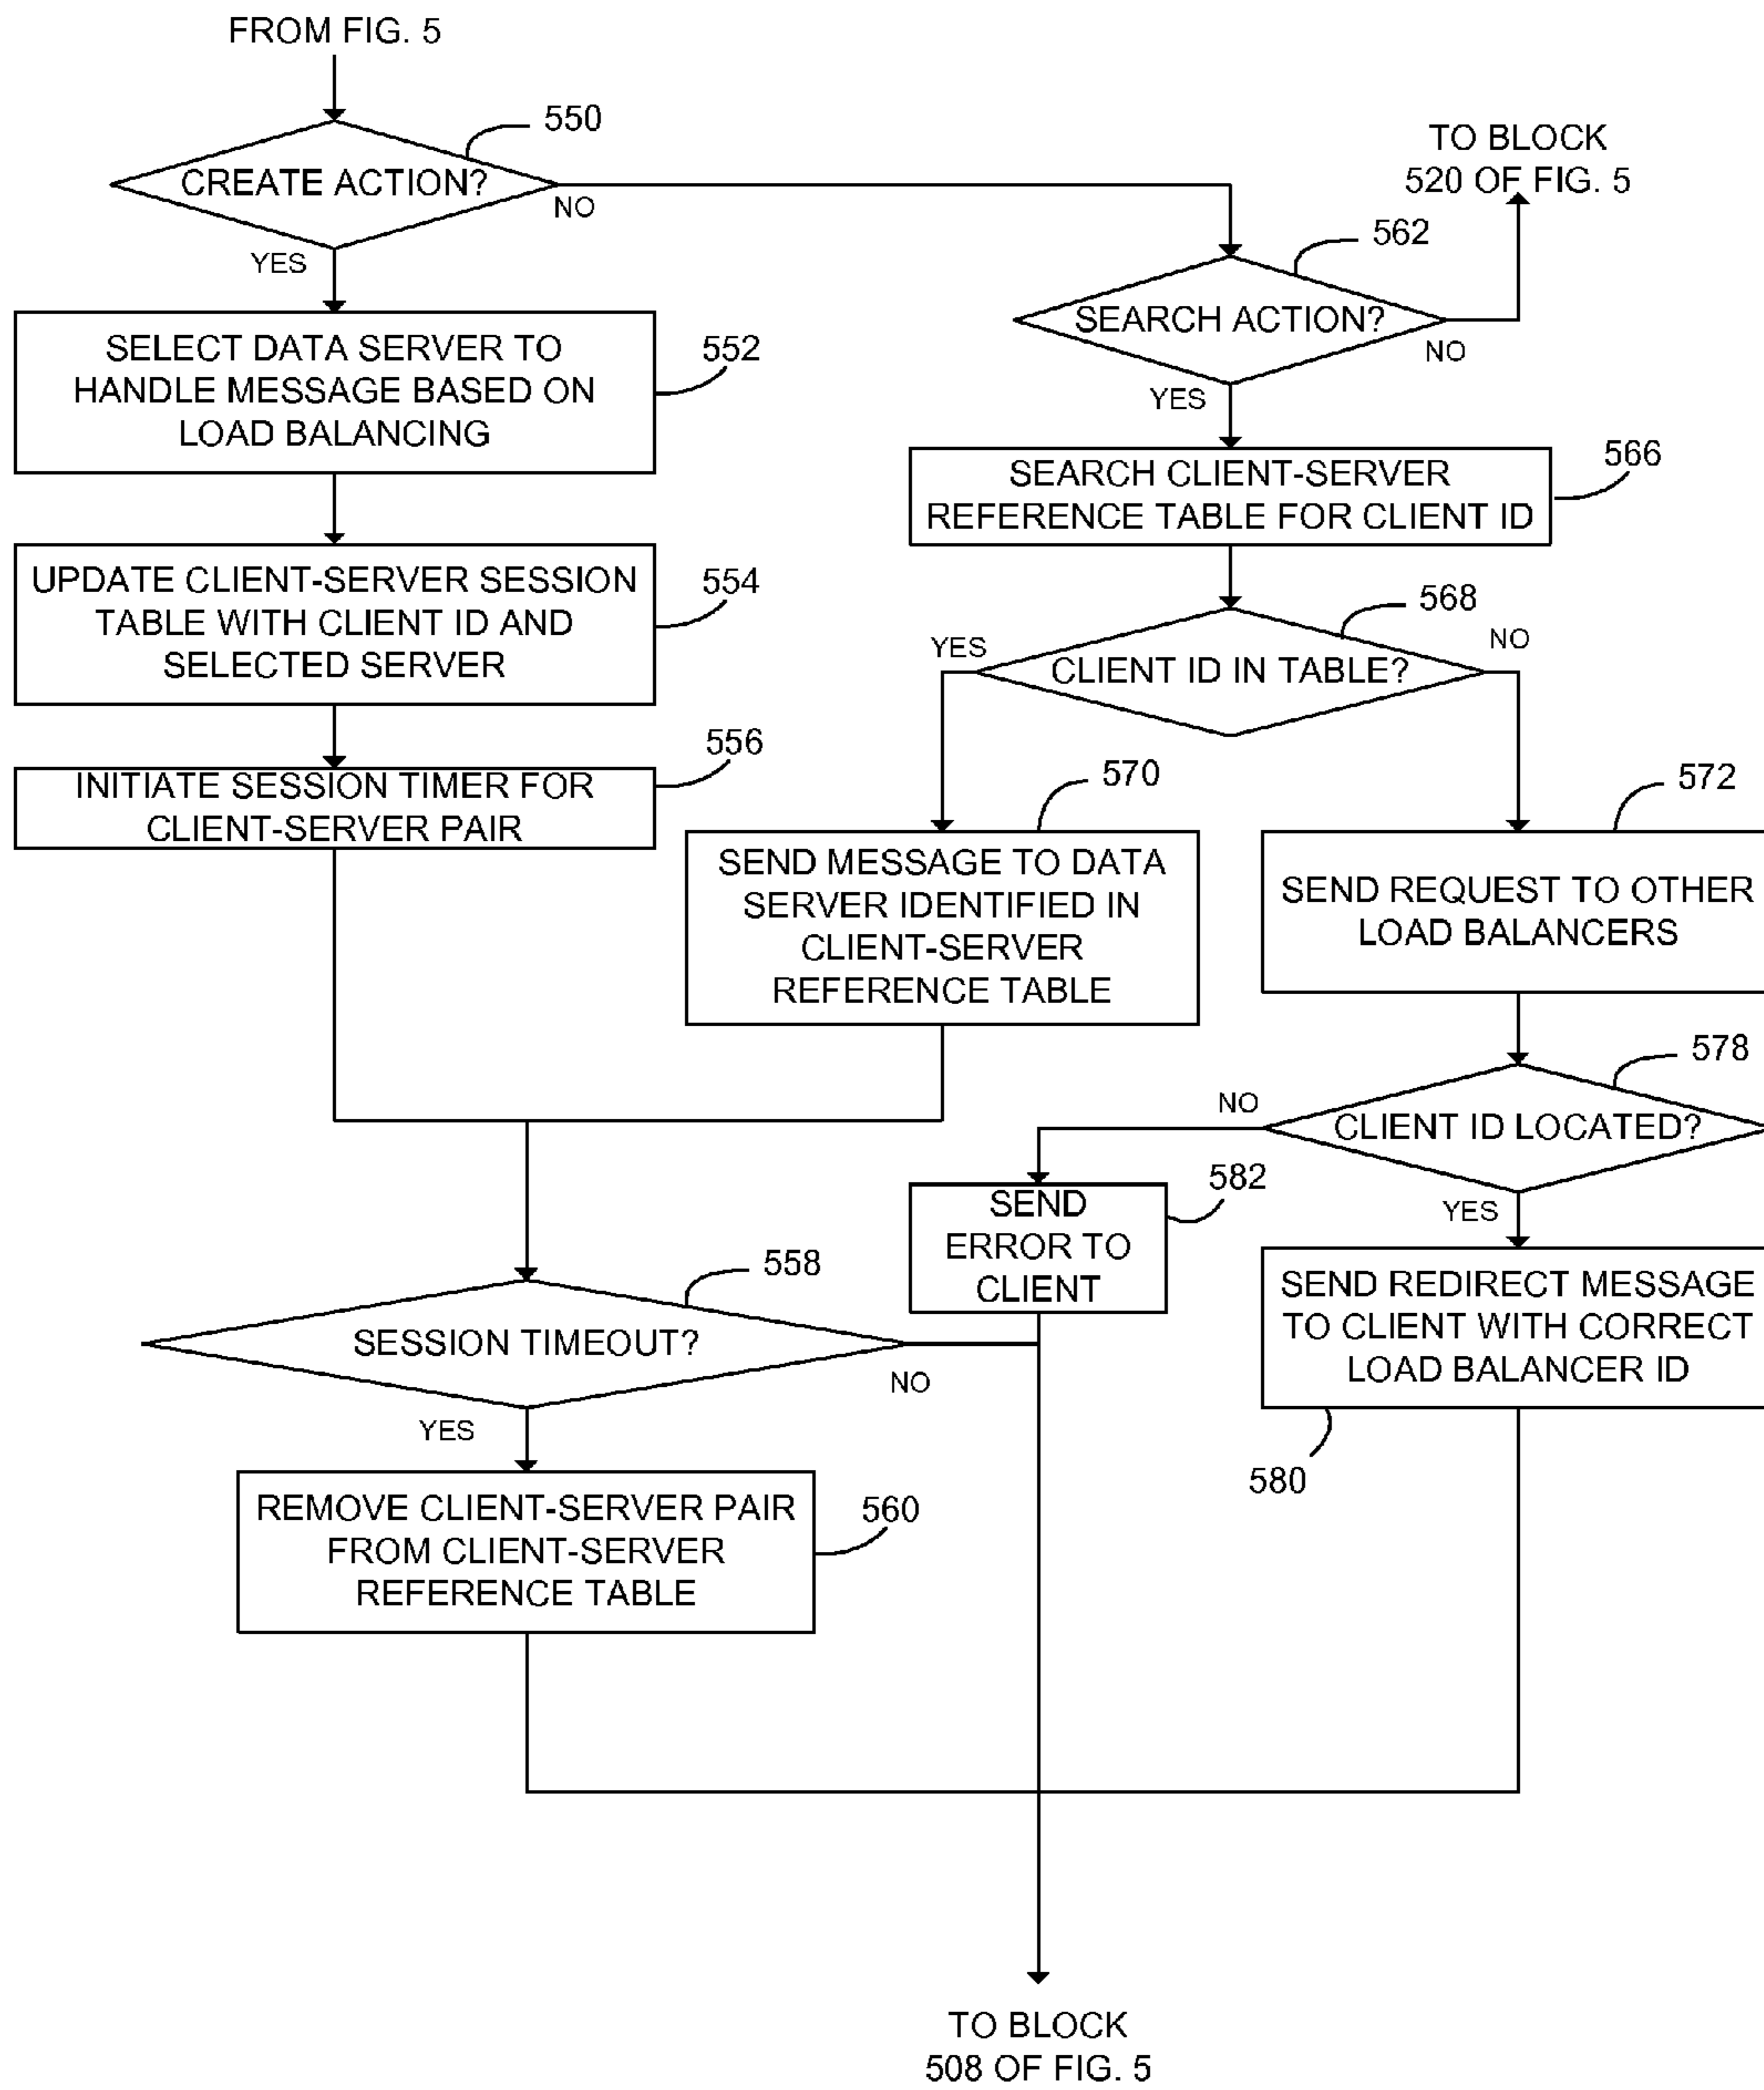 FROM FIG. 5
550
CREATE ACTION?
NO
YES
TO BLOCK
520 OF FIG. 5
562
SEARCH ACTION?
NO
YES
SELECT DATA SERVER TO
HANDLE MESSAGE BASED ON
LOAD BALANCING
552
SEARCH CLIENT-SERVER
REFERENCE TABLE FOR CLIENT ID
566
UPDATE CLIENT-SERVER SESSION
TABLE WITH CLIENT ID AND
SELECTED SERVER
554
568
YES
CLIENT ID IN TABLE?
NO
INITIATE SESSION TIMER FOR
CLIENT-SERVER PAIR
556
570
SEND MESSAGE TO DATA
SERVER IDENTIFIED IN
CLIENT-SERVER
REFERENCE TABLE
572
SEND REQUEST TO OTHER
LOAD BALANCERS
578
NO
CLIENT ID LOCATED?
YES
582
SEND
ERROR TO
CLIENT
558
SESSION TIMEOUT?
NO
YES
SEND REDIRECT MESSAGE
TO CLIENT WITH CORRECT
LOAD BALANCER ID
580
REMOVE CLIENT-SERVER PAIR
FROM CLIENT-SERVER
REFERENCE TABLE
560
TO BLOCK
508 OF FIG. 5